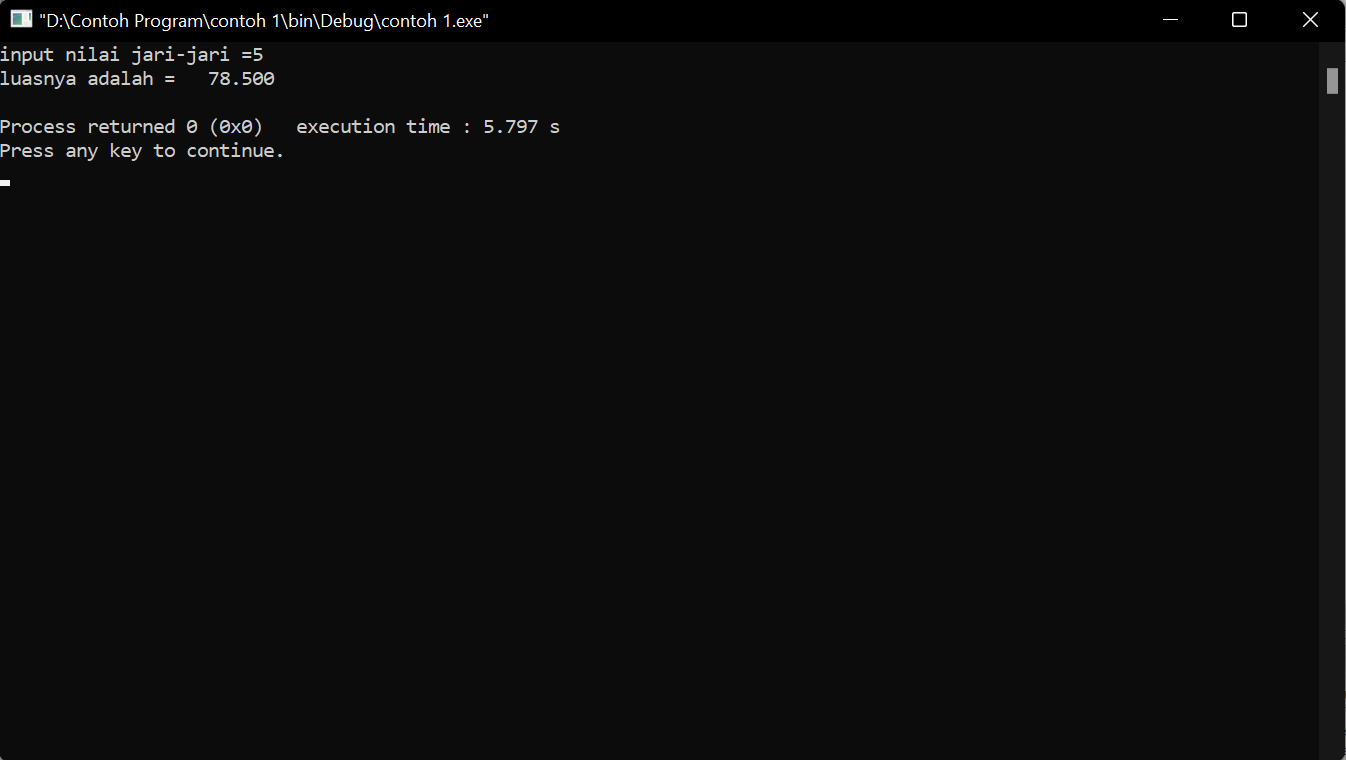 "D:\Contoh Program\contoh 1\bin\Debug\contoh 1.exe"
input nilai jari-jari =5
luasnya adalah =   78.500
Process returned 0 (0x0)   execution time : 5.797 s
Press any key to continue.